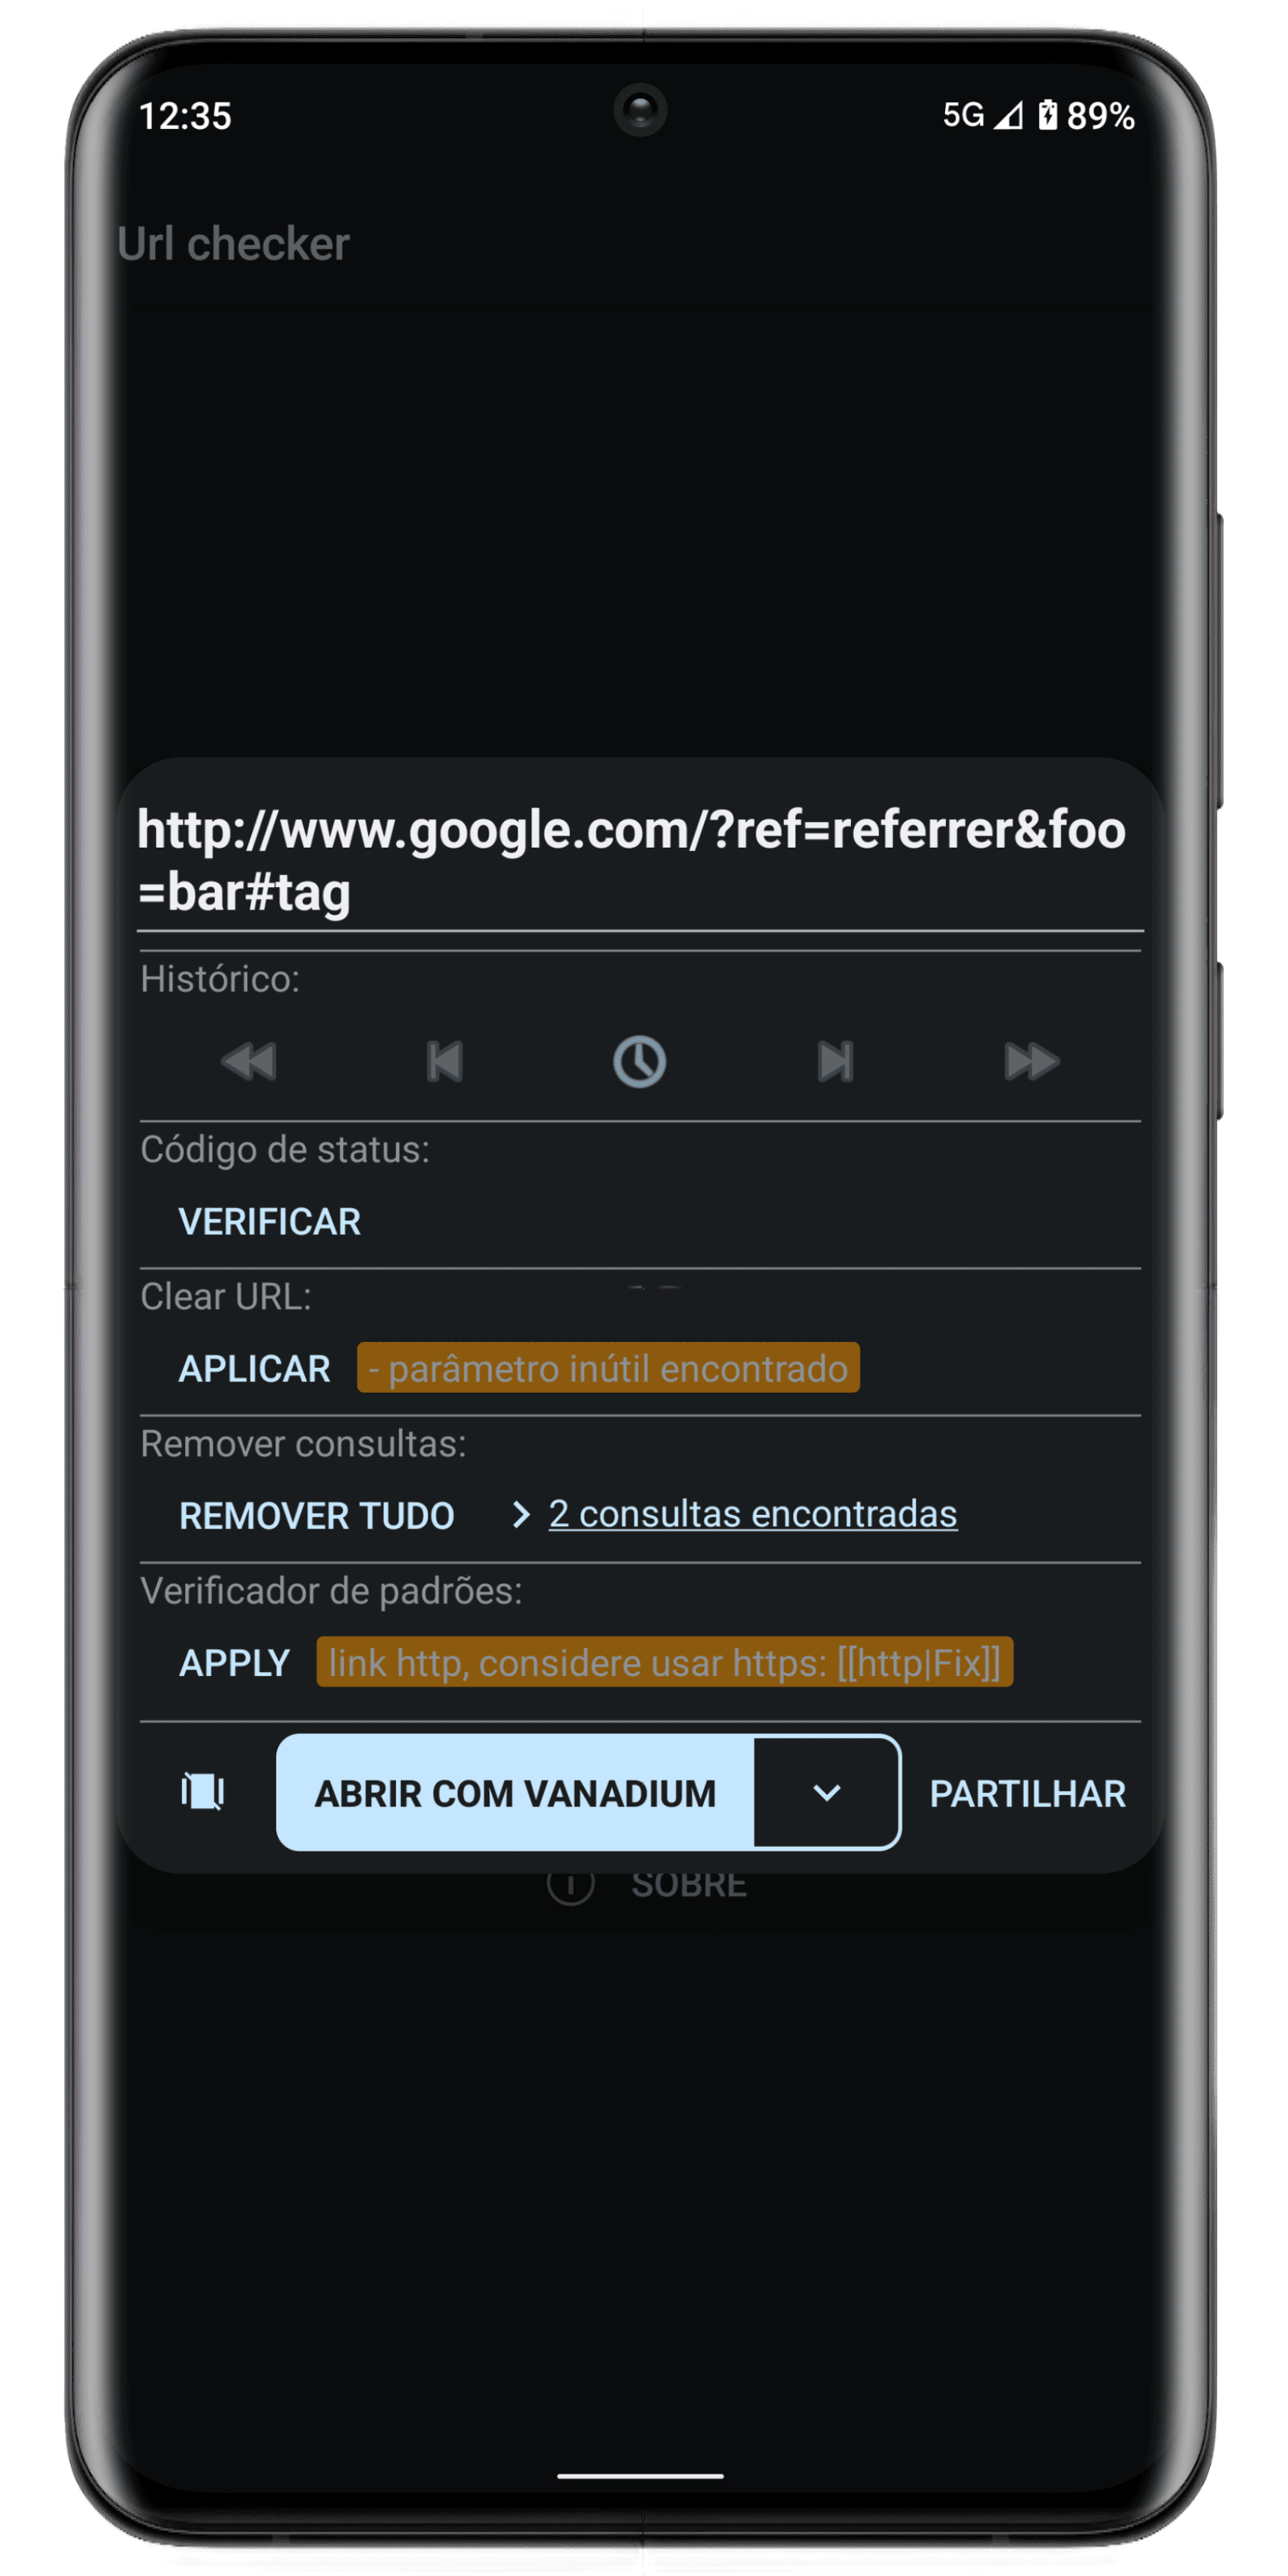 12:35
5G 89%
Url checker
http://www.google.com/?ref=referrer&foo
=bar#tag
Histórico:
Código de status:
VERIFICAR
Clear URL:
APLICAR - parâmetro inútil encontrado
Remover consultas:
REMOVER TUDO 2 consultas encontradas
Verificador de padrões:
APPLY link http, considere usar https: [[http|Fix]]
ABRIR COM VANADIUM PARTILHAR
SOBRE